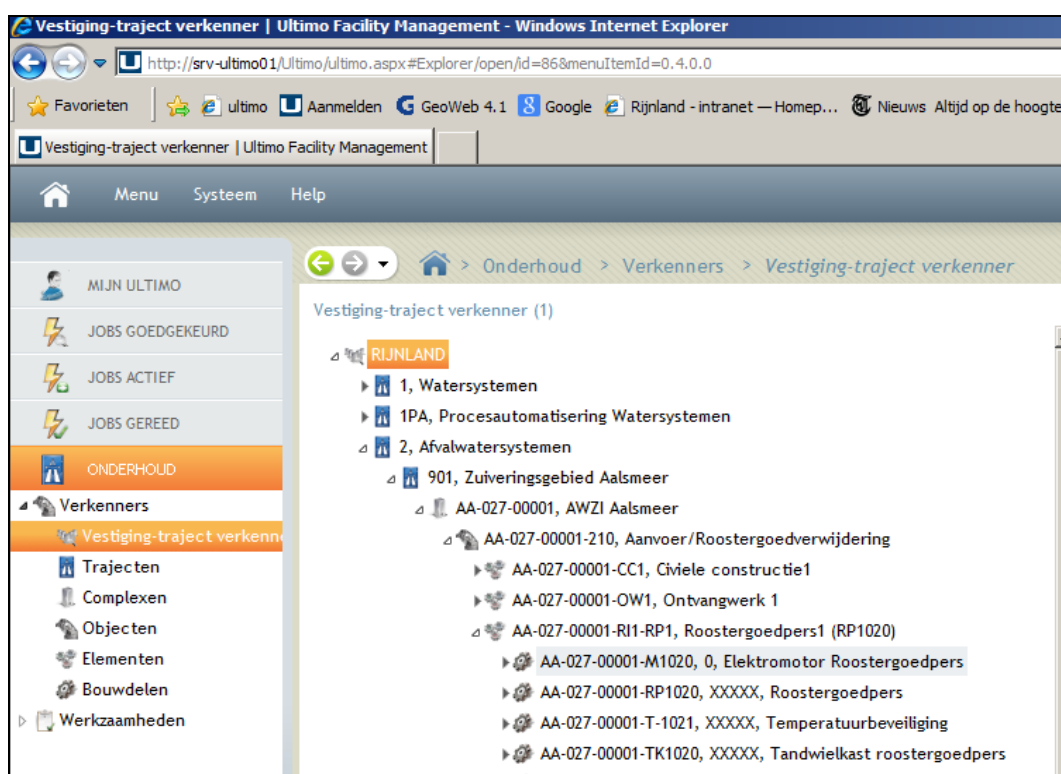 Vestiging-traject verkenner | Ultimo Facility Management - Windows Internet Explorer
http://srv-ultimo01/Ultimo/ultimo.aspx#Explorer/open/id=86&menuItemId=0.4.0.0
Favorieten ultimo Aanmelden GeoWeb 4.1 Google Rijnland - intranet — Homep... Nieuws Altijd op de hoogte
Vestiging-traject verkenner | Ultimo Facility Management
Menu Systeem Help
> Onderhoud > Verkenners > Vestiging-traject verkenner
MIJN ULTIMO
JOBS GOEDGEKEURD
JOBS ACTIEF
JOBS GEREED
ONDERHOUD
Verkenners
Vestiging-traject verkenne
Trajecten
Complexen
Objecten
Elementen
Bouwdelen
Werkzaamheden
Vestiging-traject verkenner (1)
RIJNLAND
1, Watersystemen
1PA, Procesautomatisering Watersystemen
2, Afvalwatersystemen
901, Zuiveringsgebied Aalsmeer
AA-027-00001, AWZI Aalsmeer
AA-027-00001-210, Aanvoer/Roostergoedverwijdering
AA-027-00001-CC1, Civiele constructie1
AA-027-00001-OW1, Ontvangwerk 1
AA-027-00001-RI1-RP1, Roostergoedpers1 (RP1020)
AA-027-00001-M1020, 0, Elektromotor Roostergoedpers
AA-027-00001-RP1020, XXXXX, Roostergoedpers
AA-027-00001-T-1021, XXXXX, Temperatuurbeveiliging
AA-027-00001-TK1020, XXXXX, Tandwielkast roostergoedpers